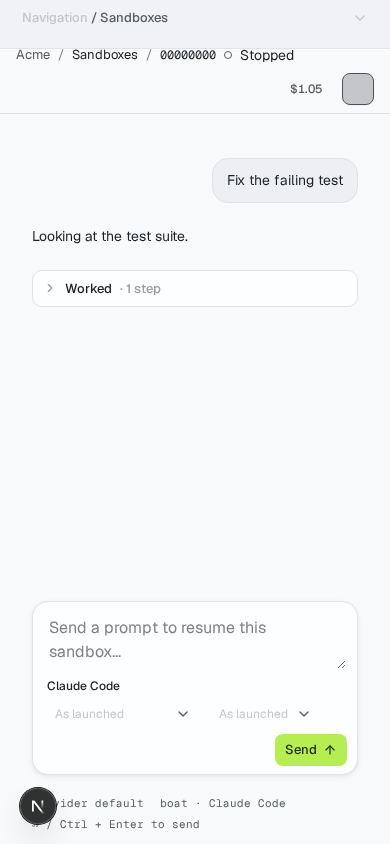 Navigation / Sandboxes
Acme / Sandboxes / 00000000 Stopped
$1.05
Fix the failing test
Looking at the test suite.
Worked · 1 step
Send a prompt to resume this
sandbox...
Claude Code
As launched As launched
Send ↑
N
default boat · Claude Code
/ Ctrl + Enter to send